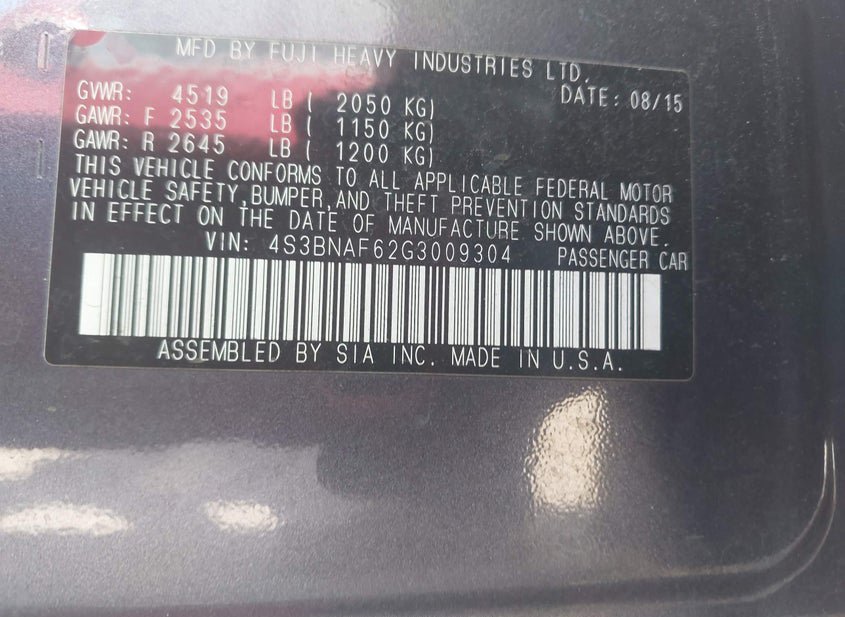 MFD BY FUJI HEAVY INDUSTRIES LTD.
DATE: 08/15
GVWR: 4519 LB ( 2050 KG)
GAWR: F 2535 LB ( 1150 KG)
GAWR: R 2645 LB ( 1200 KG)
THIS VEHICLE CONFORMS TO ALL APPLICABLE FEDERAL MOTOR
VEHICLE SAFETY, BUMPER, AND THEFT PREVENTION STANDARDS
IN EFFECT ON THE DATE OF MANUFACTURE SHOWN ABOVE.
VIN: 4S3BNAF62G3009304 PASSENGER CAR
ASSEMBLED BY SIA INC. MADE IN U.S.A.